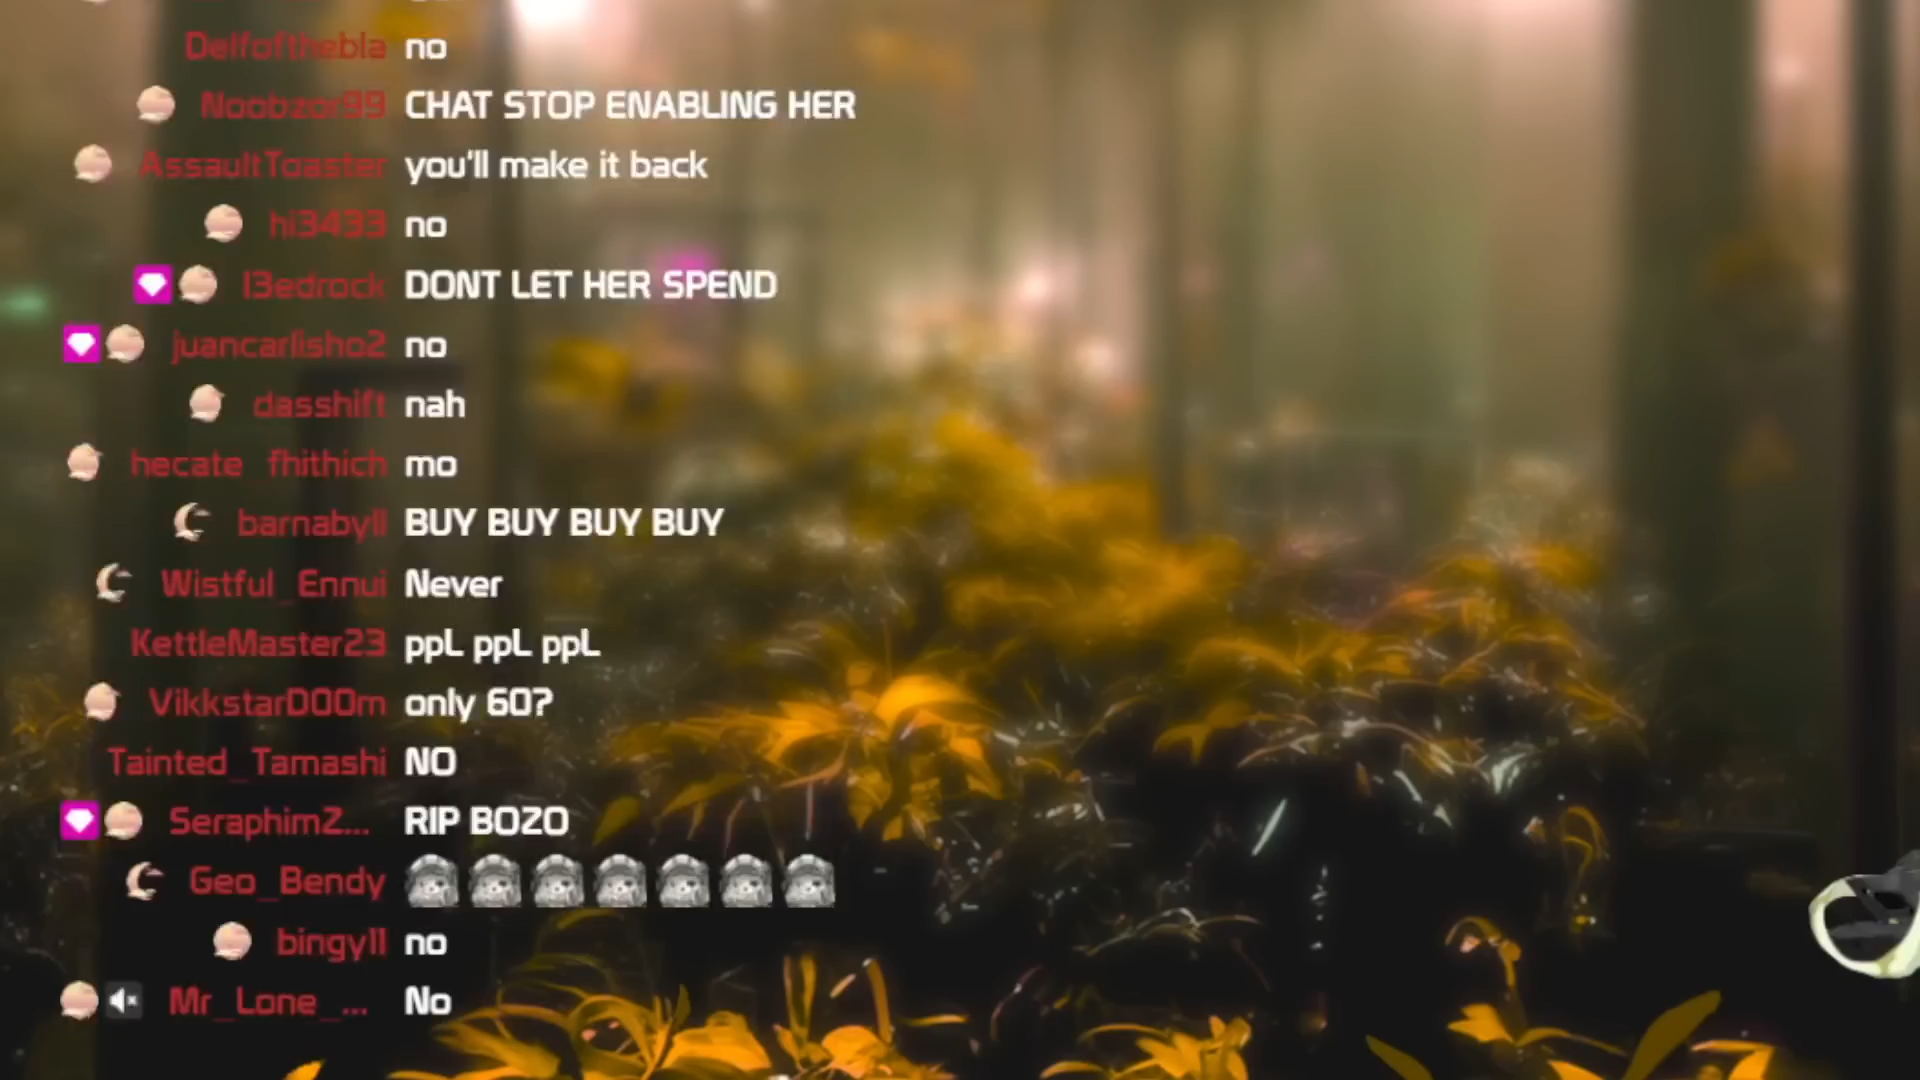 Delfofthebla no
Noobzor99 CHAT STOP ENABLING HER
AssaultToaster you'll make it back
hi3433 no
l3edrock DONT LET HER SPEND
juancarlisho2 no
dasshift nah
hecate_fhithich mo
barnabyll BUY BUY BUY BUY
Wistful_Ennui Never
KettleMaster23 ppL ppL ppL
VikkstarD00m only 60?
Tainted_Tamashi NO
SeraphimZ... RIP BOZO
Geo_Bendy
bingyll no
Mr_Lone_... No